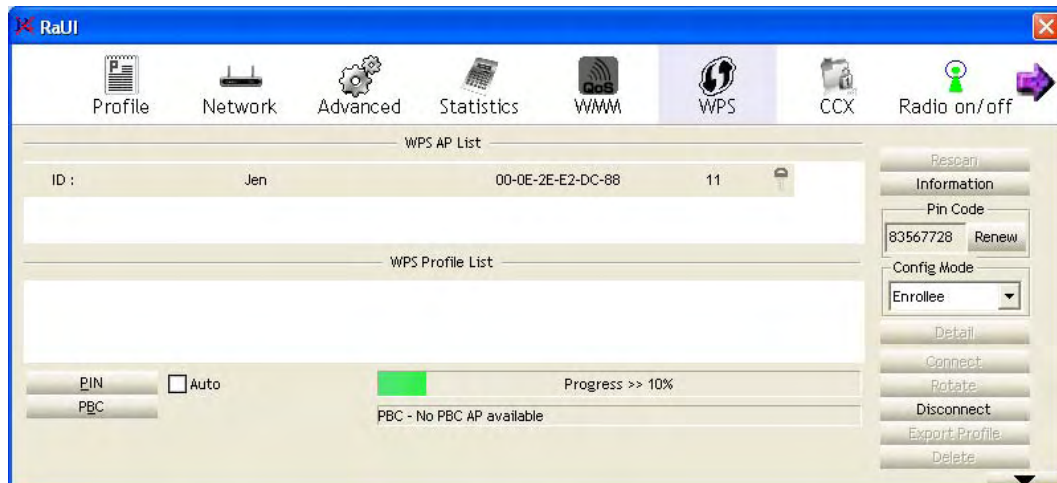 RaUI
Profile Network Advanced Statistics WMM WPS CCX Radio on/off
QoS
WPS AP List
ID : Jen 00-0E-2E-E2-DC-88 11
WPS Profile List
PIN Auto
PBC
Progress >> 10%
PBC - No PBC AP available
Rescan
Information
Pin Code
83567728 Renew
Config Mode
Enrollee
Detail
Connect
Rotate
Disconnect
Export Profile
Delete